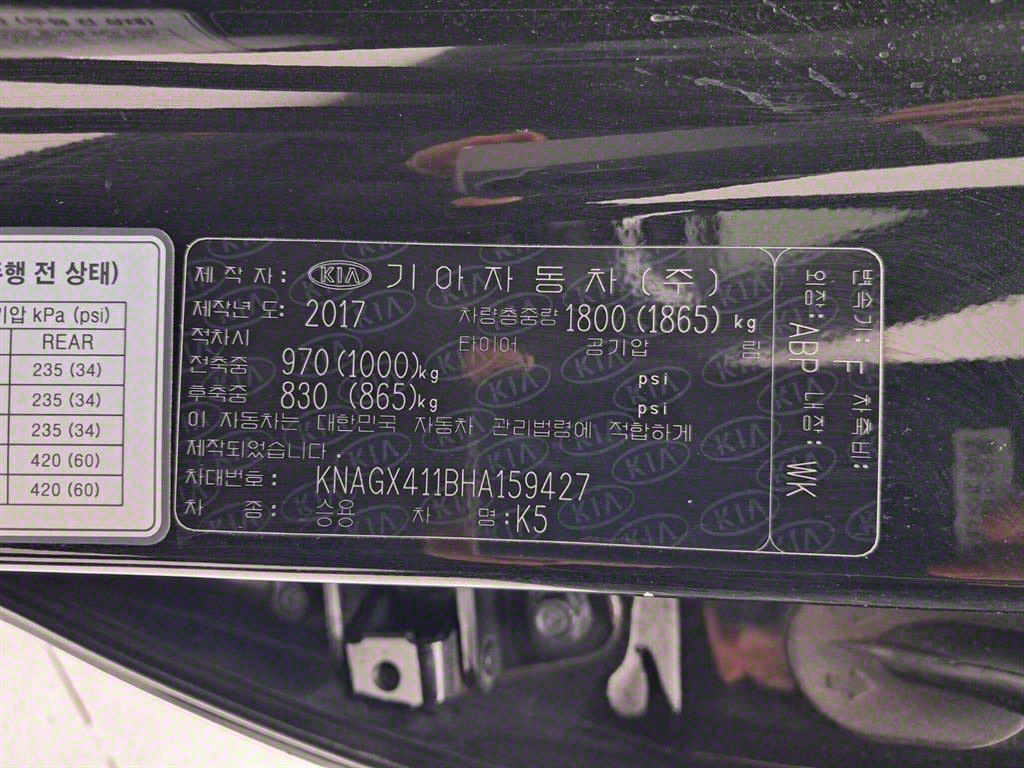 행 전 상태)
기압 kPa (psi)
REAR
235 (34)
235 (34)
235 (34)
420 (60)
420 (60)
제 작 자 : KIA 기 아 자 동 차 ( 주 )
제작년 도: 2017 차량총중량 1800 (1865) kg
적차시 타이어 공기압 림
전축중 970 (1000)kg psi
후축중 830 (865)kg psi
이 자동차는 대한민국 자동차 관리법령에 적합하게
제작되었습니다 .
차대번호: KNAGX411BHA159427
차 종: 승용 차 명:K5
변속기: F 차축비:
외장: ABP 내장: WK